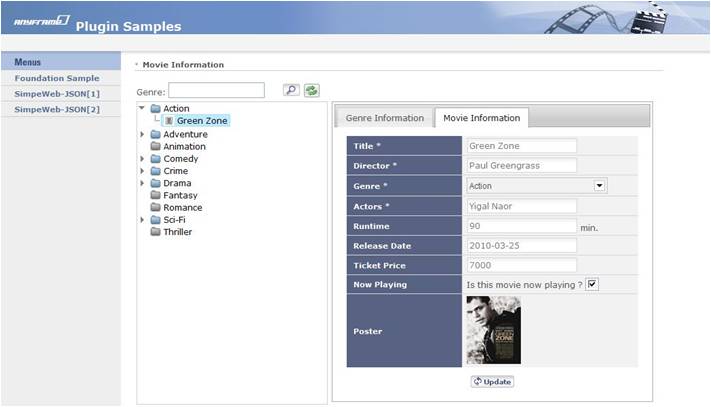 ANYFRAME Plugin Samples
Menus
Foundation Sample
SimpeWeb-JSON[1]
SimpeWeb-JSON[2]
Movie Information
Genre:
Action
Green Zone
Adventure
Animation
Comedy
Crime
Drama
Fantasy
Romance
Sci-Fi
Thriller
Genre Information Movie Information
Title * Green Zone
Director * Paul Greengrass
Genre * Action
Actors * Yigal Naor
Runtime 90 min.
Release Date 2010-03-25
Ticket Price 7000
Now Playing Is this movie now playing ?
Poster
GREEN
ZONE
Update